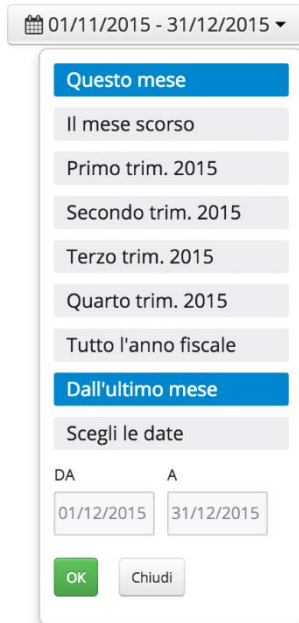 01/11/2015 - 31/12/2015
Questo mese
Il mese scorso
Primo trim. 2015
Secondo trim. 2015
Terzo trim. 2015
Quarto trim. 2015
Tutto l'anno fiscale
Dall'ultimo mese
Scegli le date
DA A
01/12/2015 31/12/2015
OK Chiudi